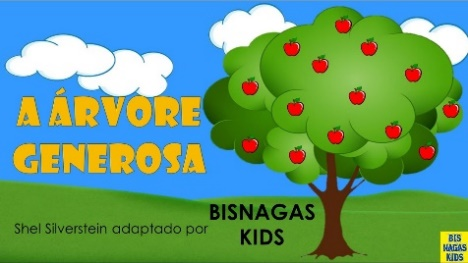 A ÁRVORE
GENEROSA
Shel Silverstein adaptado por
BISNAGAS
KIDS
BIS
NAGAS
KIDS